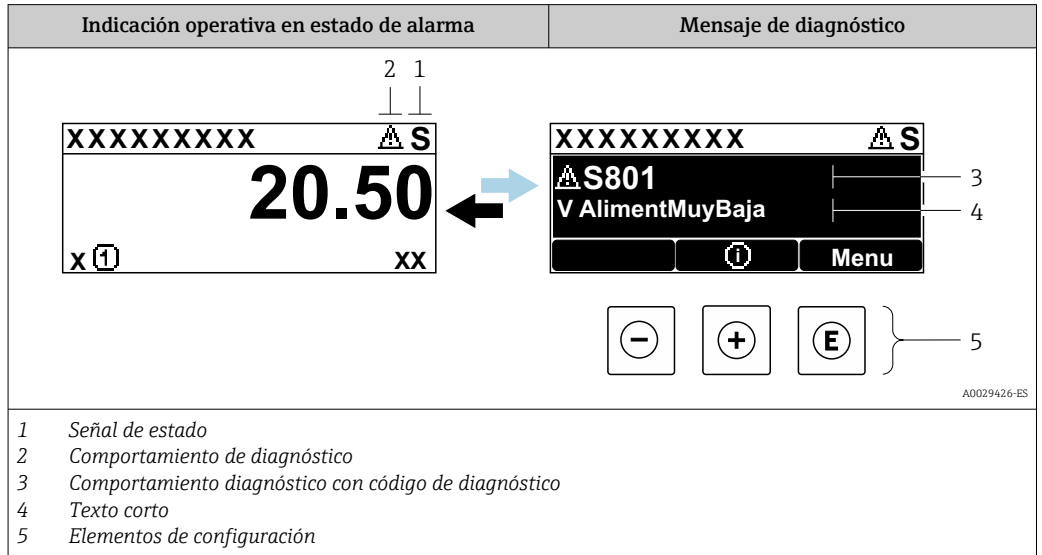 Indicación operativa en estado de alarma
Mensaje de diagnóstico
2 1
XXXXXXXXX S
20.50
X 1 XX
XXXXXXXXX S
S801
3
V AlimentMuyBaja
4
i Menu
- + E
5
A0029426-ES
1 Señal de estado
2 Comportamiento de diagnóstico
3 Comportamiento diagnóstico con código de diagnóstico
4 Texto corto
5 Elementos de configuración